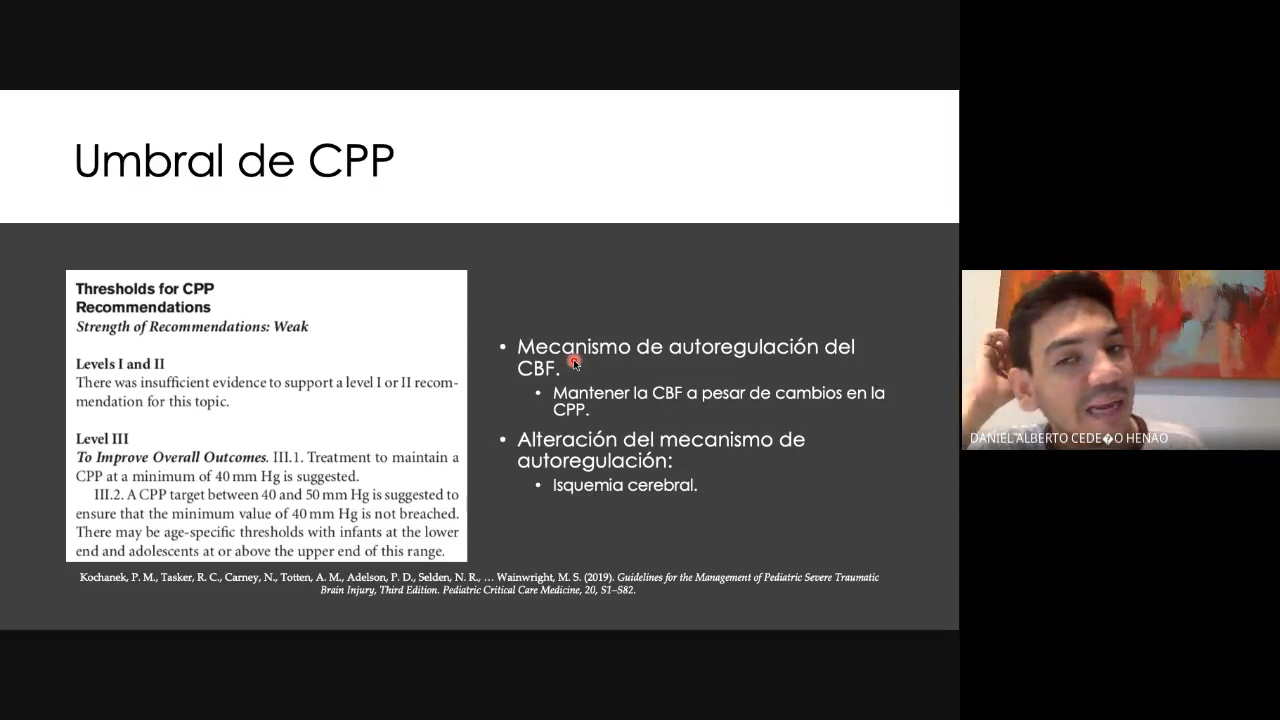 Umbral de CPP
Thresholds for CPP
Recommendations
Strength of Recommendations: Weak
Levels I and II
There was insufficient evidence to support a level I or II recom-
mendation for this topic.
Level III
To Improve Overall Outcomes. III.1. Treatment to maintain a
CPP at a minimum of 40 mm Hg is suggested.
III.2. A CPP target between 40 and 50 mm Hg is suggested to
ensure that the minimum value of 40 mm Hg is not breached.
There may be age-specific thresholds with infants at the lower
end and adolescents at or above the upper end of this range.
• Mecanismo de autoregulación del
CBF.
• Mantener la CBF a pesar de cambios en la
CPP.
• Alteración del mecanismo de
autoregulación:
• Isquemia cerebral.
Kochanek, P. M., Tasker, R. C., Carney, N., Totten, A. M., Adelson, P. D., Selden, N. R., … Wainwright, M. S. (2019). Guidelines for the Management of Pediatric Severe Traumatic
Brain Injury, Third Edition. Pediatric Critical Care Medicine, 20, S1–S82.
DANIEL ALBERTO CEDE�O HENAO